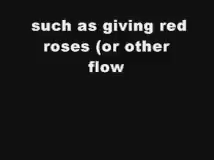 such as giving red
roses (or other
flow